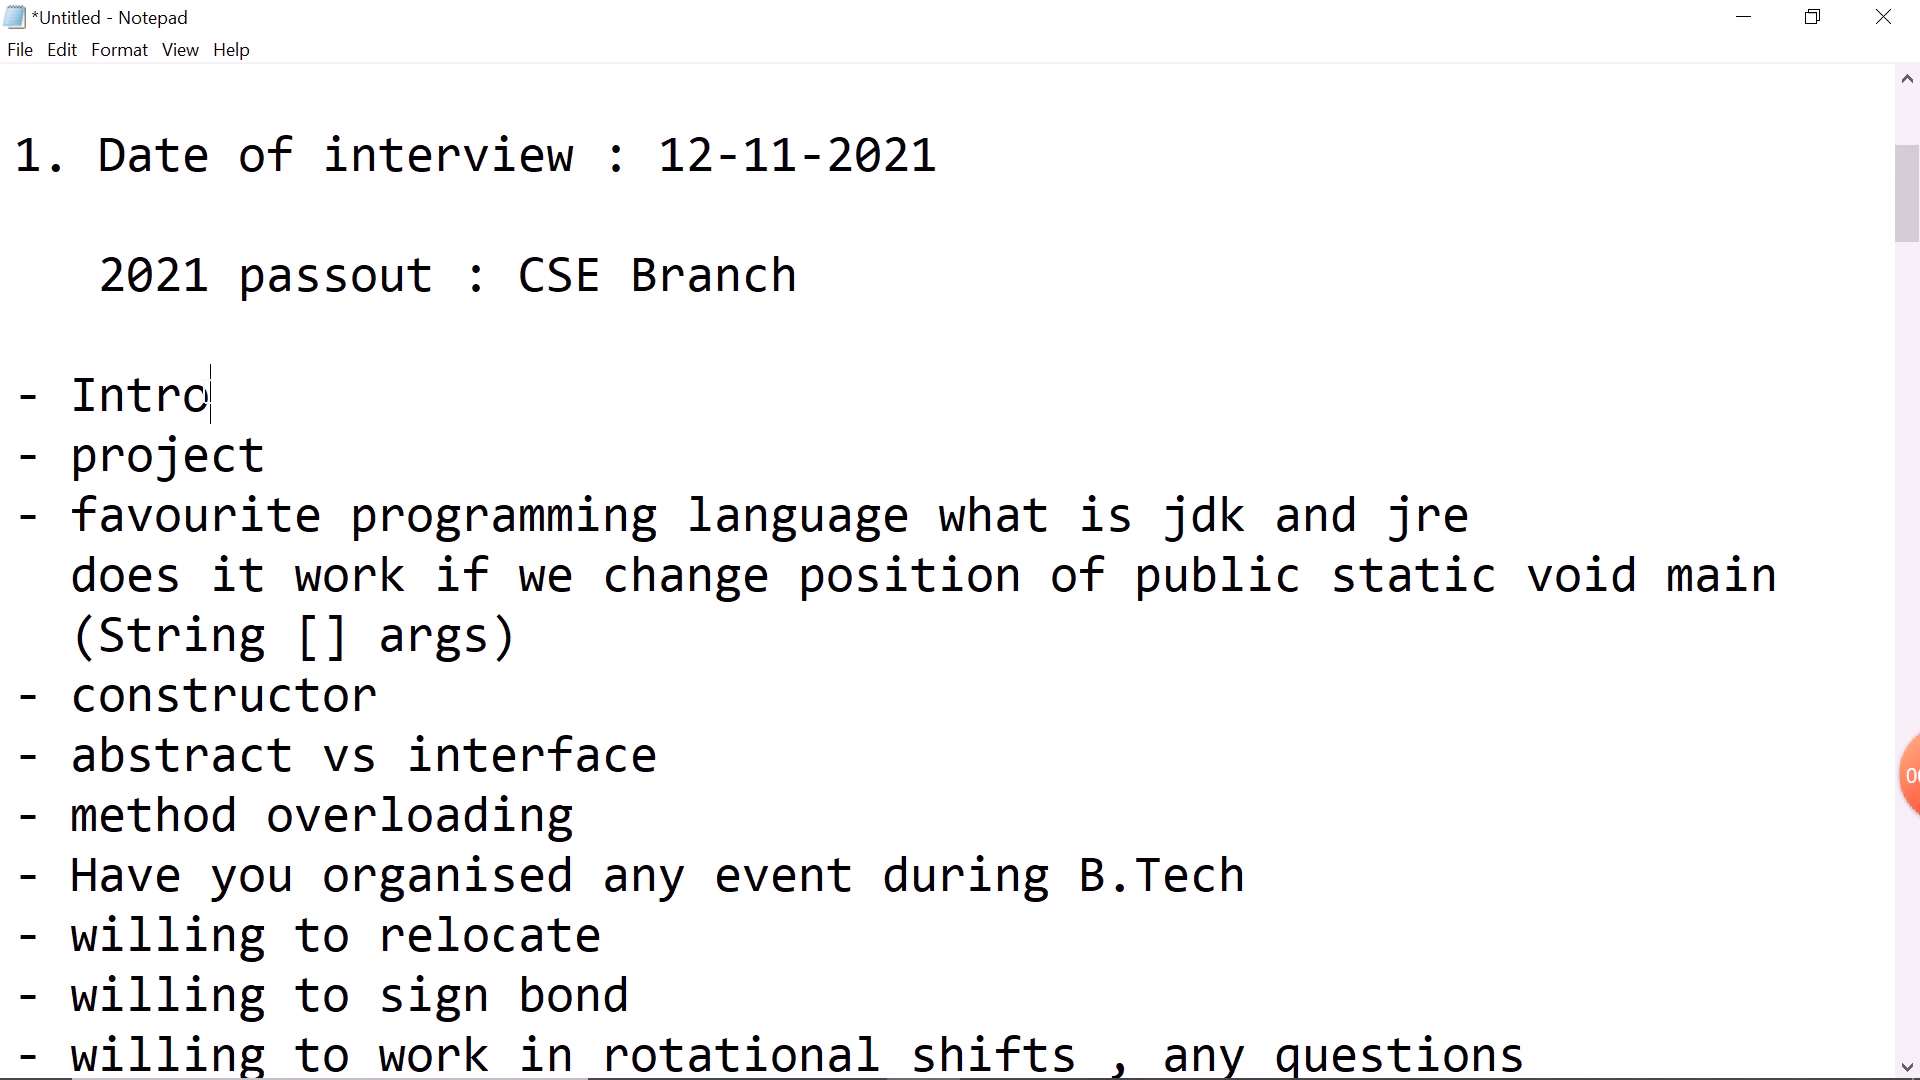 *Untitled - Notepad
File Edit Format View Help
1. Date of interview : 12-11-2021
2021 passout : CSE Branch
- Intro
- project
- favourite programming language what is jdk and jre
does it work if we change position of public static void main
(String [] args)
- constructor
- abstract vs interface
- method overloading
- Have you organised any event during B.Tech
- willing to relocate
- willing to sign bond
- willing to work in rotational shifts , any questions